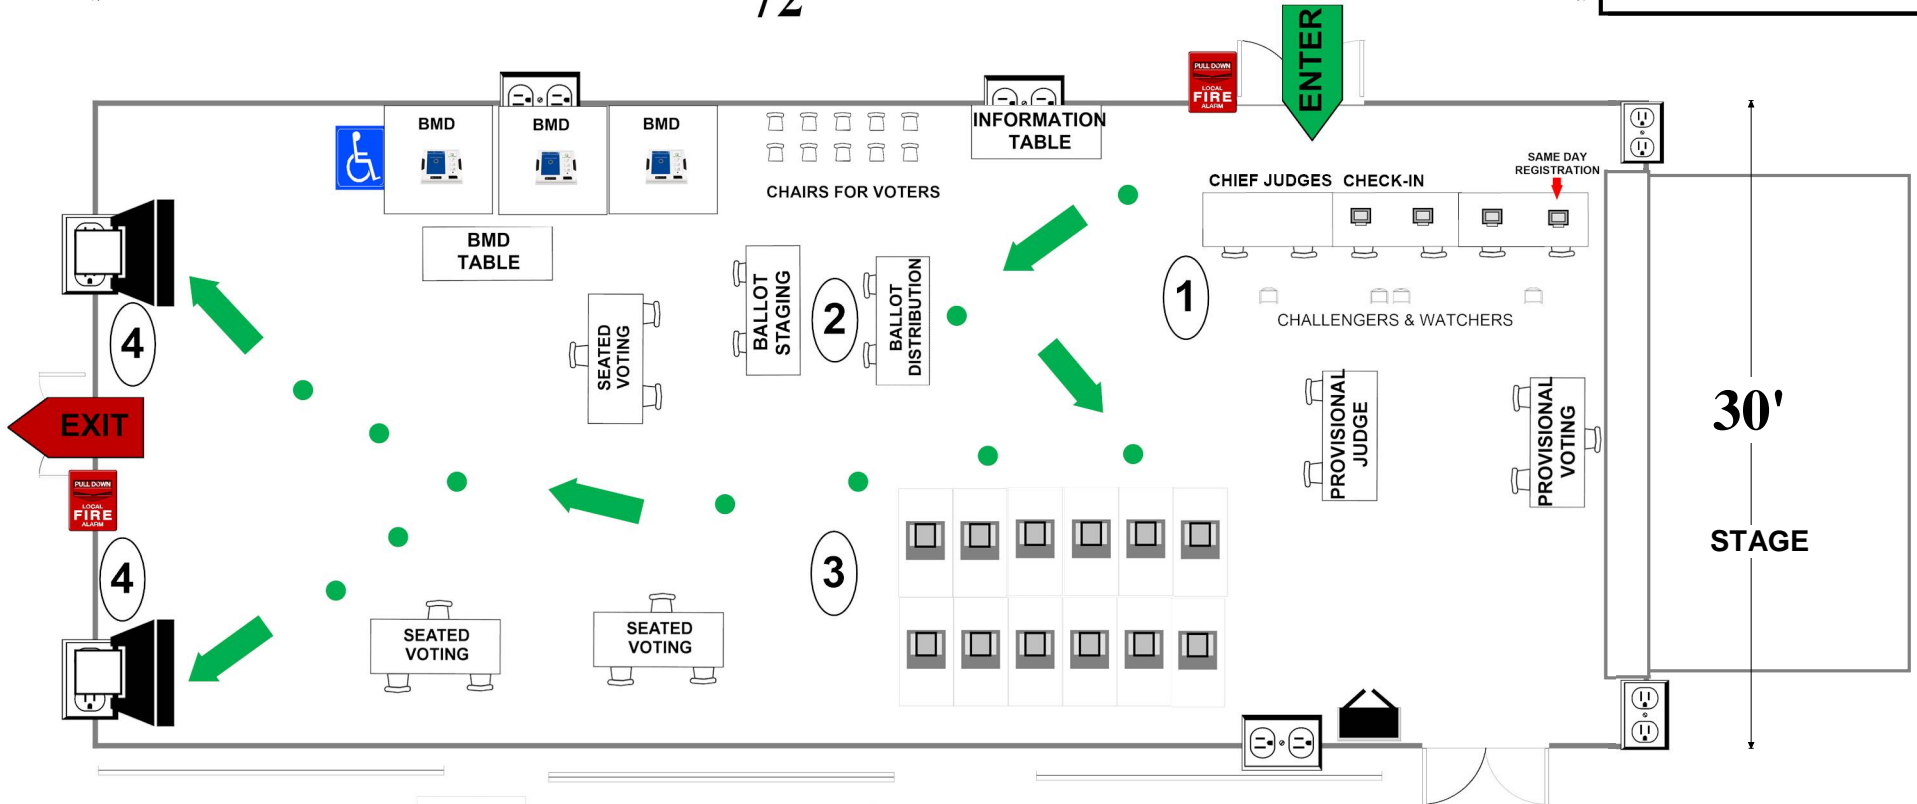 72
ENTER
PULL DOWN
LOCAL
FIRE
ALARM
BMD
BMD
BMD
INFORMATION
TABLE
SAME DAY
REGISTRATION
CHAIRS FOR VOTERS
CHIEF JUDGES
CHECK-IN
BMD
TABLE
BALLOT
STAGING
2
BALLOT
DISTRIBUTION
1
CHALLENGERS & WATCHERS
4
SEATED
VOTING
EXIT
PROVISIONAL
JUDGE
PROVISIONAL
VOTING
30'
PULL DOWN
LOCAL
FIRE
ALARM
STAGE
4
3
SEATED
VOTING
SEATED
VOTING